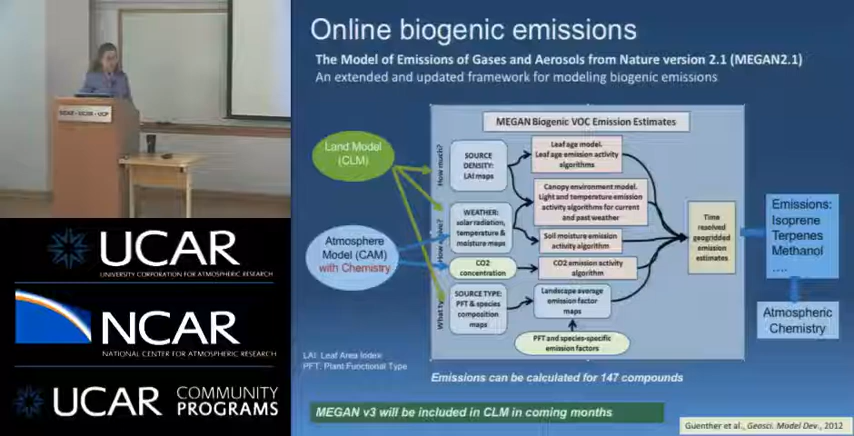 Online biogenic emissions
The Model of Emissions of Gases and Aerosols from Nature version 2.1 (MEGAN2.1)
An extended and updated framework for modeling biogenic emissions
NCAR - UCAR - UCP
MEGAN Biogenic VOC Emission Estimates
Land Model
(CLM)
Atmosphere
Model (CAM)
with Chemistry
How much?
SOURCE
DENSITY:
LAI maps
WEATHER:
solar radiation,
temperature &
moisture maps
CO2
concentration
SOURCE TYPE:
PFT & species
composition
maps
Leaf age model.
Leaf age emission activity
algorithms
Canopy environment model.
Light and temperature emission
activity algorithms for current
and past weather
Soil moisture emission
activity algorithm
CO2 emission activity
algorithm
Landscape average
emission factor
maps
PFT and species-specific
emission factors
Time
resolved
geogridded
emission
estimates
Emissions:
Isoprene
Terpenes
Methanol
....
Atmospheric
Chemistry
LAI: Leaf Area Index
PFT: Plant Functional Type
Emissions can be calculated for 147 compounds
MEGAN v3 will be included in CLM in coming months
Guenther et al., Geosci. Model Dev., 2012
UCAR
UNIVERSITY CORPORATION FOR ATMOSPHERIC RESEARCH
NCAR
NATIONAL CENTER FOR ATMOSPHERIC RESEARCH
UCAR
COMMUNITY
PROGRAMS